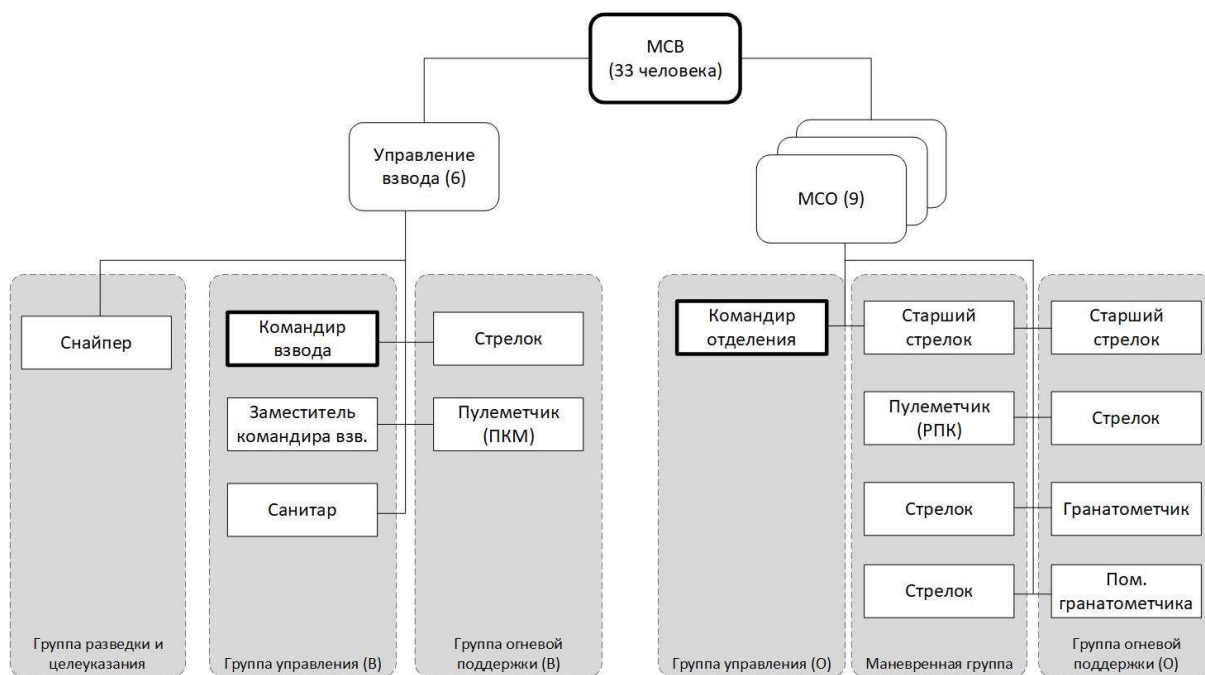 МСВ
(33 человека)
Управление
взвода (6)
МСО (9)
Снайпер
Группа разведки и
целеуказания
Командир
взвода
Заместитель
командира взв.
Санитар
Группа управления (В)
Стрелок
Пулеметчик
(ПКМ)
Группа огневой
поддержки (В)
Командир
отделения
Группа управления (О)
Старший
стрелок
Пулеметчик
(РПК)
Стрелок
Стрелок
Маневренная группа
Старший
стрелок
Стрелок
Гранатометчик
Пом.
гранатометчика
Группа огневой
поддержки (О)